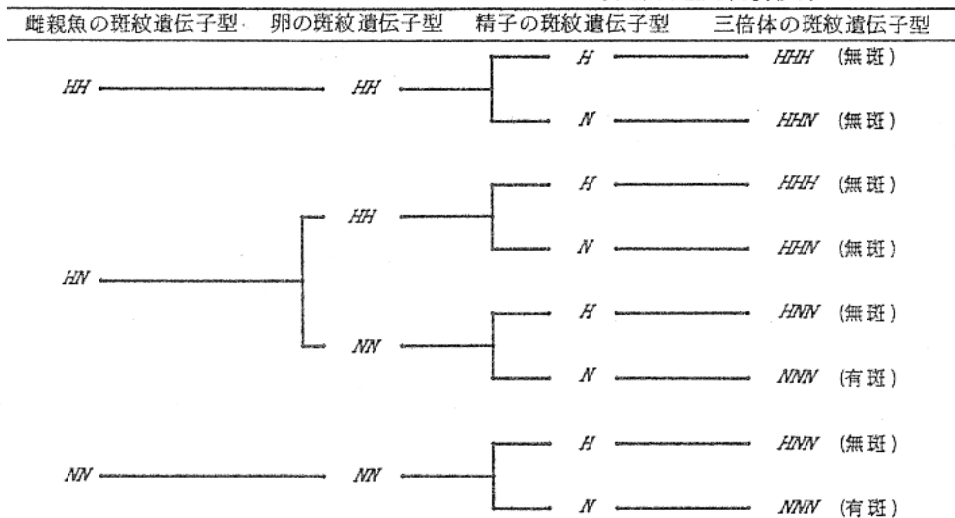 雌親魚の斑紋遺伝子型 卵の斑紋遺伝子型 精子の斑紋遺伝子型 三倍体の斑紋遺伝子型
H HHH (無斑)
HH HH
N HHN (無斑)
H HHH (無斑)
HH
N HHN (無斑)
HN
H HNN (無斑)
NN
N NNN (有斑)
H HNN (無斑)
NN NN
N NNN (有斑)